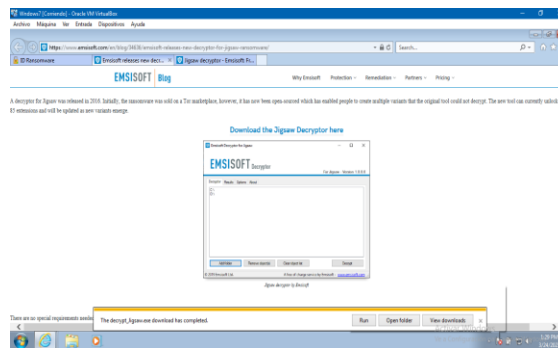 Windows7 [Corriendo] - Oracle VM VirtualBox
Archivo Máquina Ver Entrada Dispositivos Ayuda
https://www.emsisoft.com/en/blog/34636/emsisoft-releases-new-decryptor-for-jigsaw-ransomware/
Search...
ID Ransomware
Emsisoft releases new decr...
Jigsaw decryptor - Emsisoft Fr...
EMSISOFT Blog
Why Emsisoft Protection Remediation Partners Pricing
A decryptor for Jigsaw was released in 2016. Initially, the ransomware was sold on a Tor marketplace, however, it has now been open-sourced which has enabled people to create multiple variants that the original tool could not decrypt. The new tool can currently unlock
85 extensions and will be updated as new variants emerge.
Download the Jigsaw Decryptor here
Emsisoft Decryptor for Jigsaw
EMSISOFT Decryptor
Decryptor Results Options About
Add folder Remove object(s) Clear object list Decrypt
Jigsaw decryptor by Emsisoft
There are no special requirements
The decrypt_Jigsaw.exe download has completed.
Run Open folder View downloads